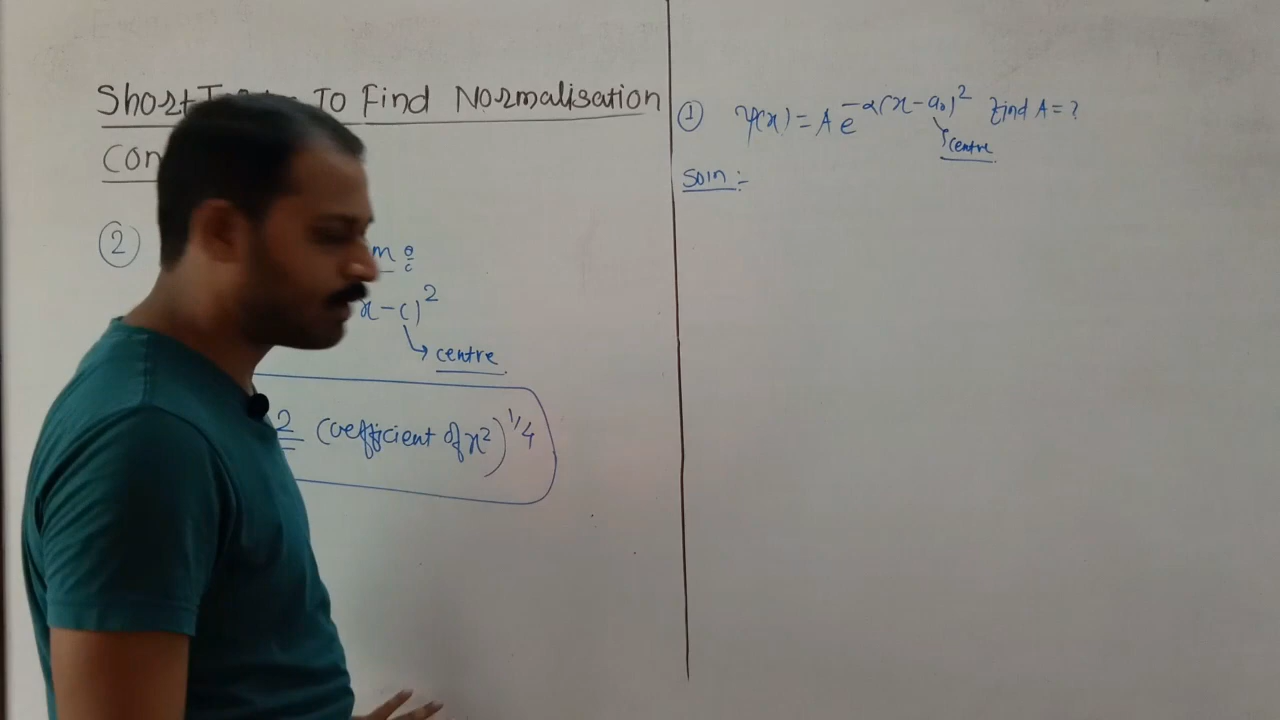 Short To Find Normalisation
Con
②
m θ/c
x-c)²
centre
2 Coefficient of x²)^1/4
① ψ(x) = A e^-α(x-a₀)² Find A = ?
centre
Soln :-